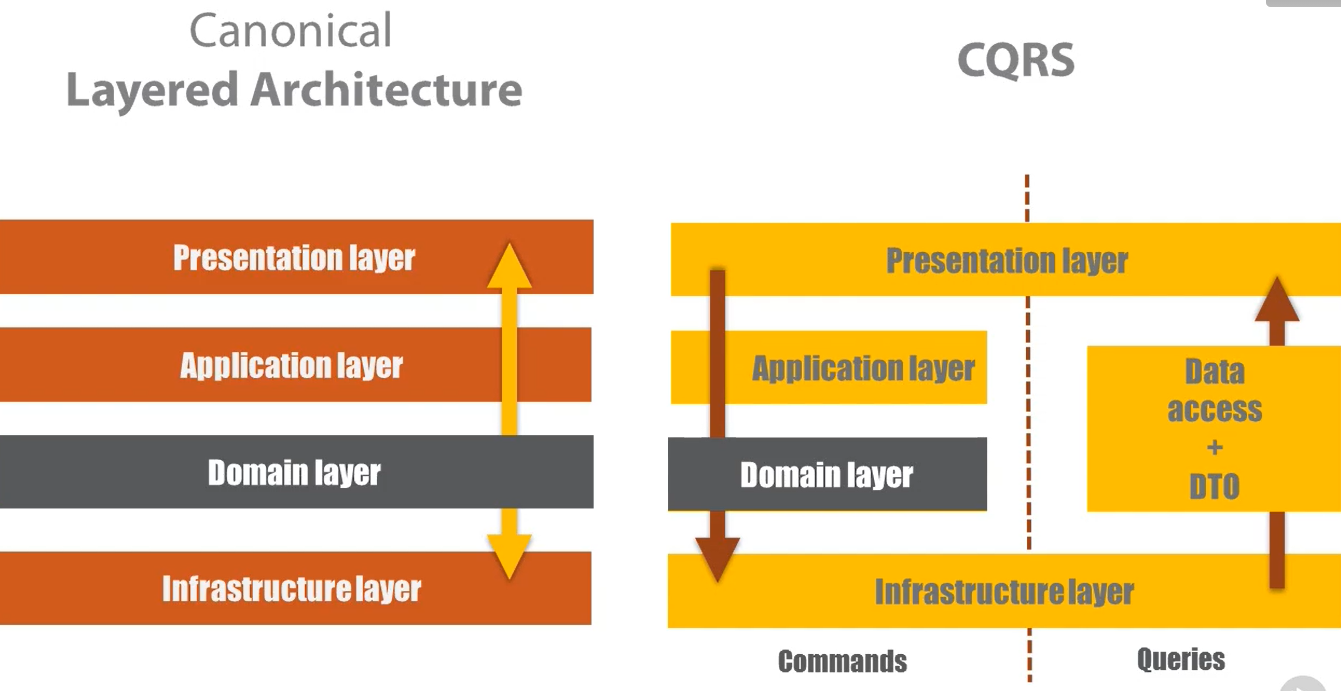 Canonical
Layered Architecture
Presentation layer
Application layer
Domain layer
Infrastructure layer
CQRS
Presentation layer
Application layer
Domain layer
Data
access
+
DTO
Infrastructure layer
Commands
Queries